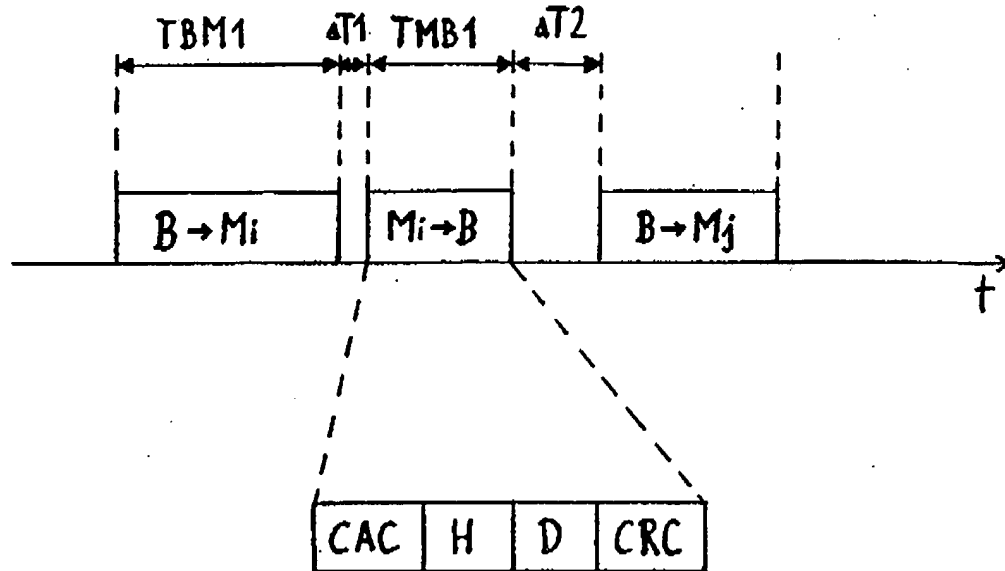 TBM1 ΔT1 TMB1 ΔT2
B→Mi Mi→B B→Mj
t
CAC H D CRC